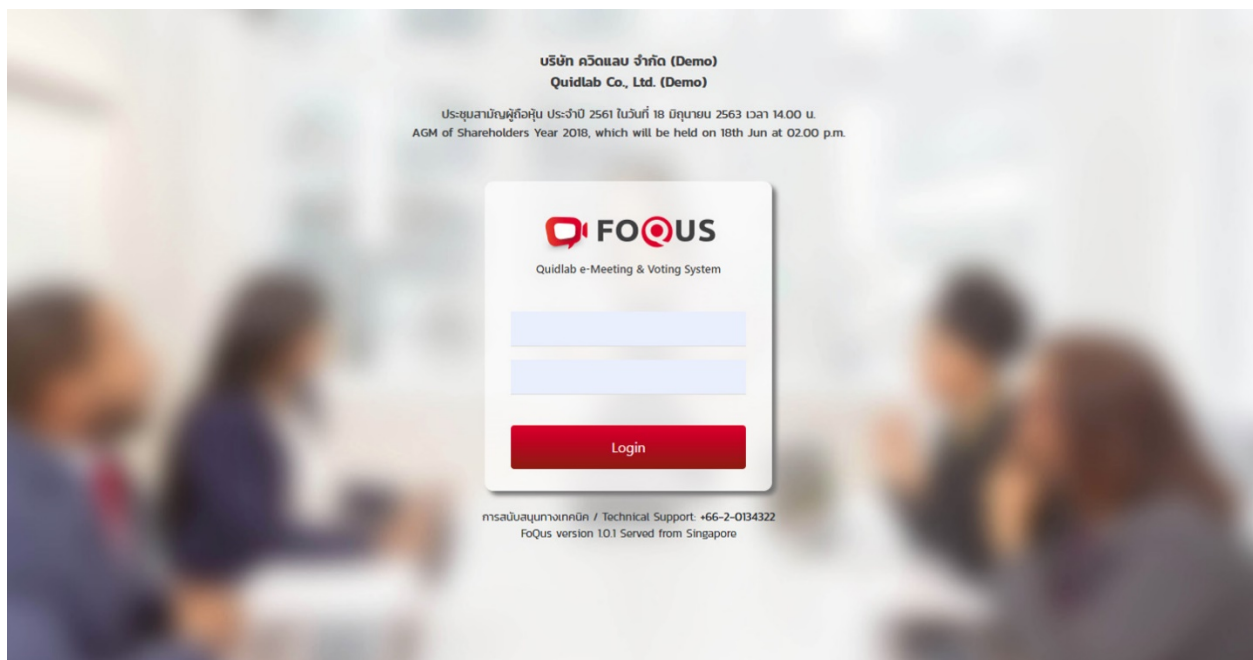 บริษัท ควิดแลบ จำกัด (Demo)
Quidlab Co., Ltd. (Demo)
ประชุมสามัญผู้ถือหุ้น ประจำปี 2561 ในวันที่ 18 มิถุนายน 2563 เวลา 14.00 น.
AGM of Shareholders Year 2018, which will be held on 18th Jun at 02.00 p.m.
FOQUS
Quidlab e-Meeting & Voting System
Login
การสนับสนุนทางเทคนิค / Technical Support: +66-2-0134322
FoQus version 1.0.1 Served from Singapore